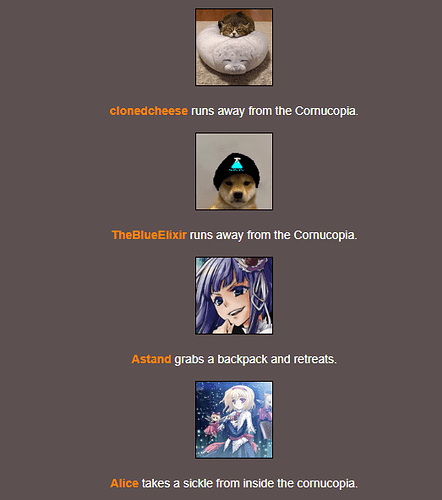 clonedcheese runs away from the Cornucopia.
TheBlueElixir runs away from the Cornucopia.
Astand grabs a backpack and retreats.
Alice takes a sickle from inside the cornucopia.